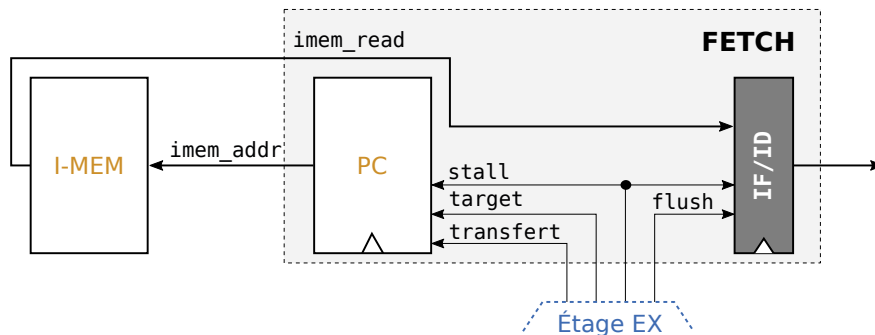 imem_read
FETCH
I-MEM
imem_addr
PC
stall
target
transfert
flush
IF/ID
Étage EX